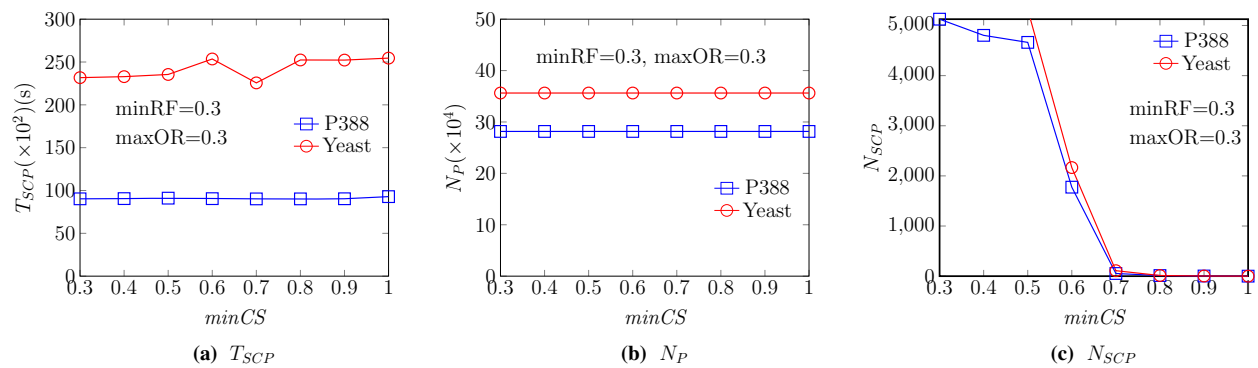 300
250
200
150
100
50
0
T_SCP(×10^2)(s)
minRF=0.3
maxOR=0.3
P388
Yeast
0.3 0.4 0.5 0.6 0.7 0.8 0.9 1
minCS
(a) T_SCP
50
40
30
20
10
0
N_P(×10^4)
minRF=0.3, maxOR=0.3
P388
Yeast
0.3 0.4 0.5 0.6 0.7 0.8 0.9 1
minCS
(b) N_P
5,000
4,000
3,000
2,000
1,000
0
N_SCP
P388
Yeast
minRF=0.3
maxOR=0.3
0.3 0.4 0.5 0.6 0.7 0.8 0.9 1
minCS
(c) N_SCP